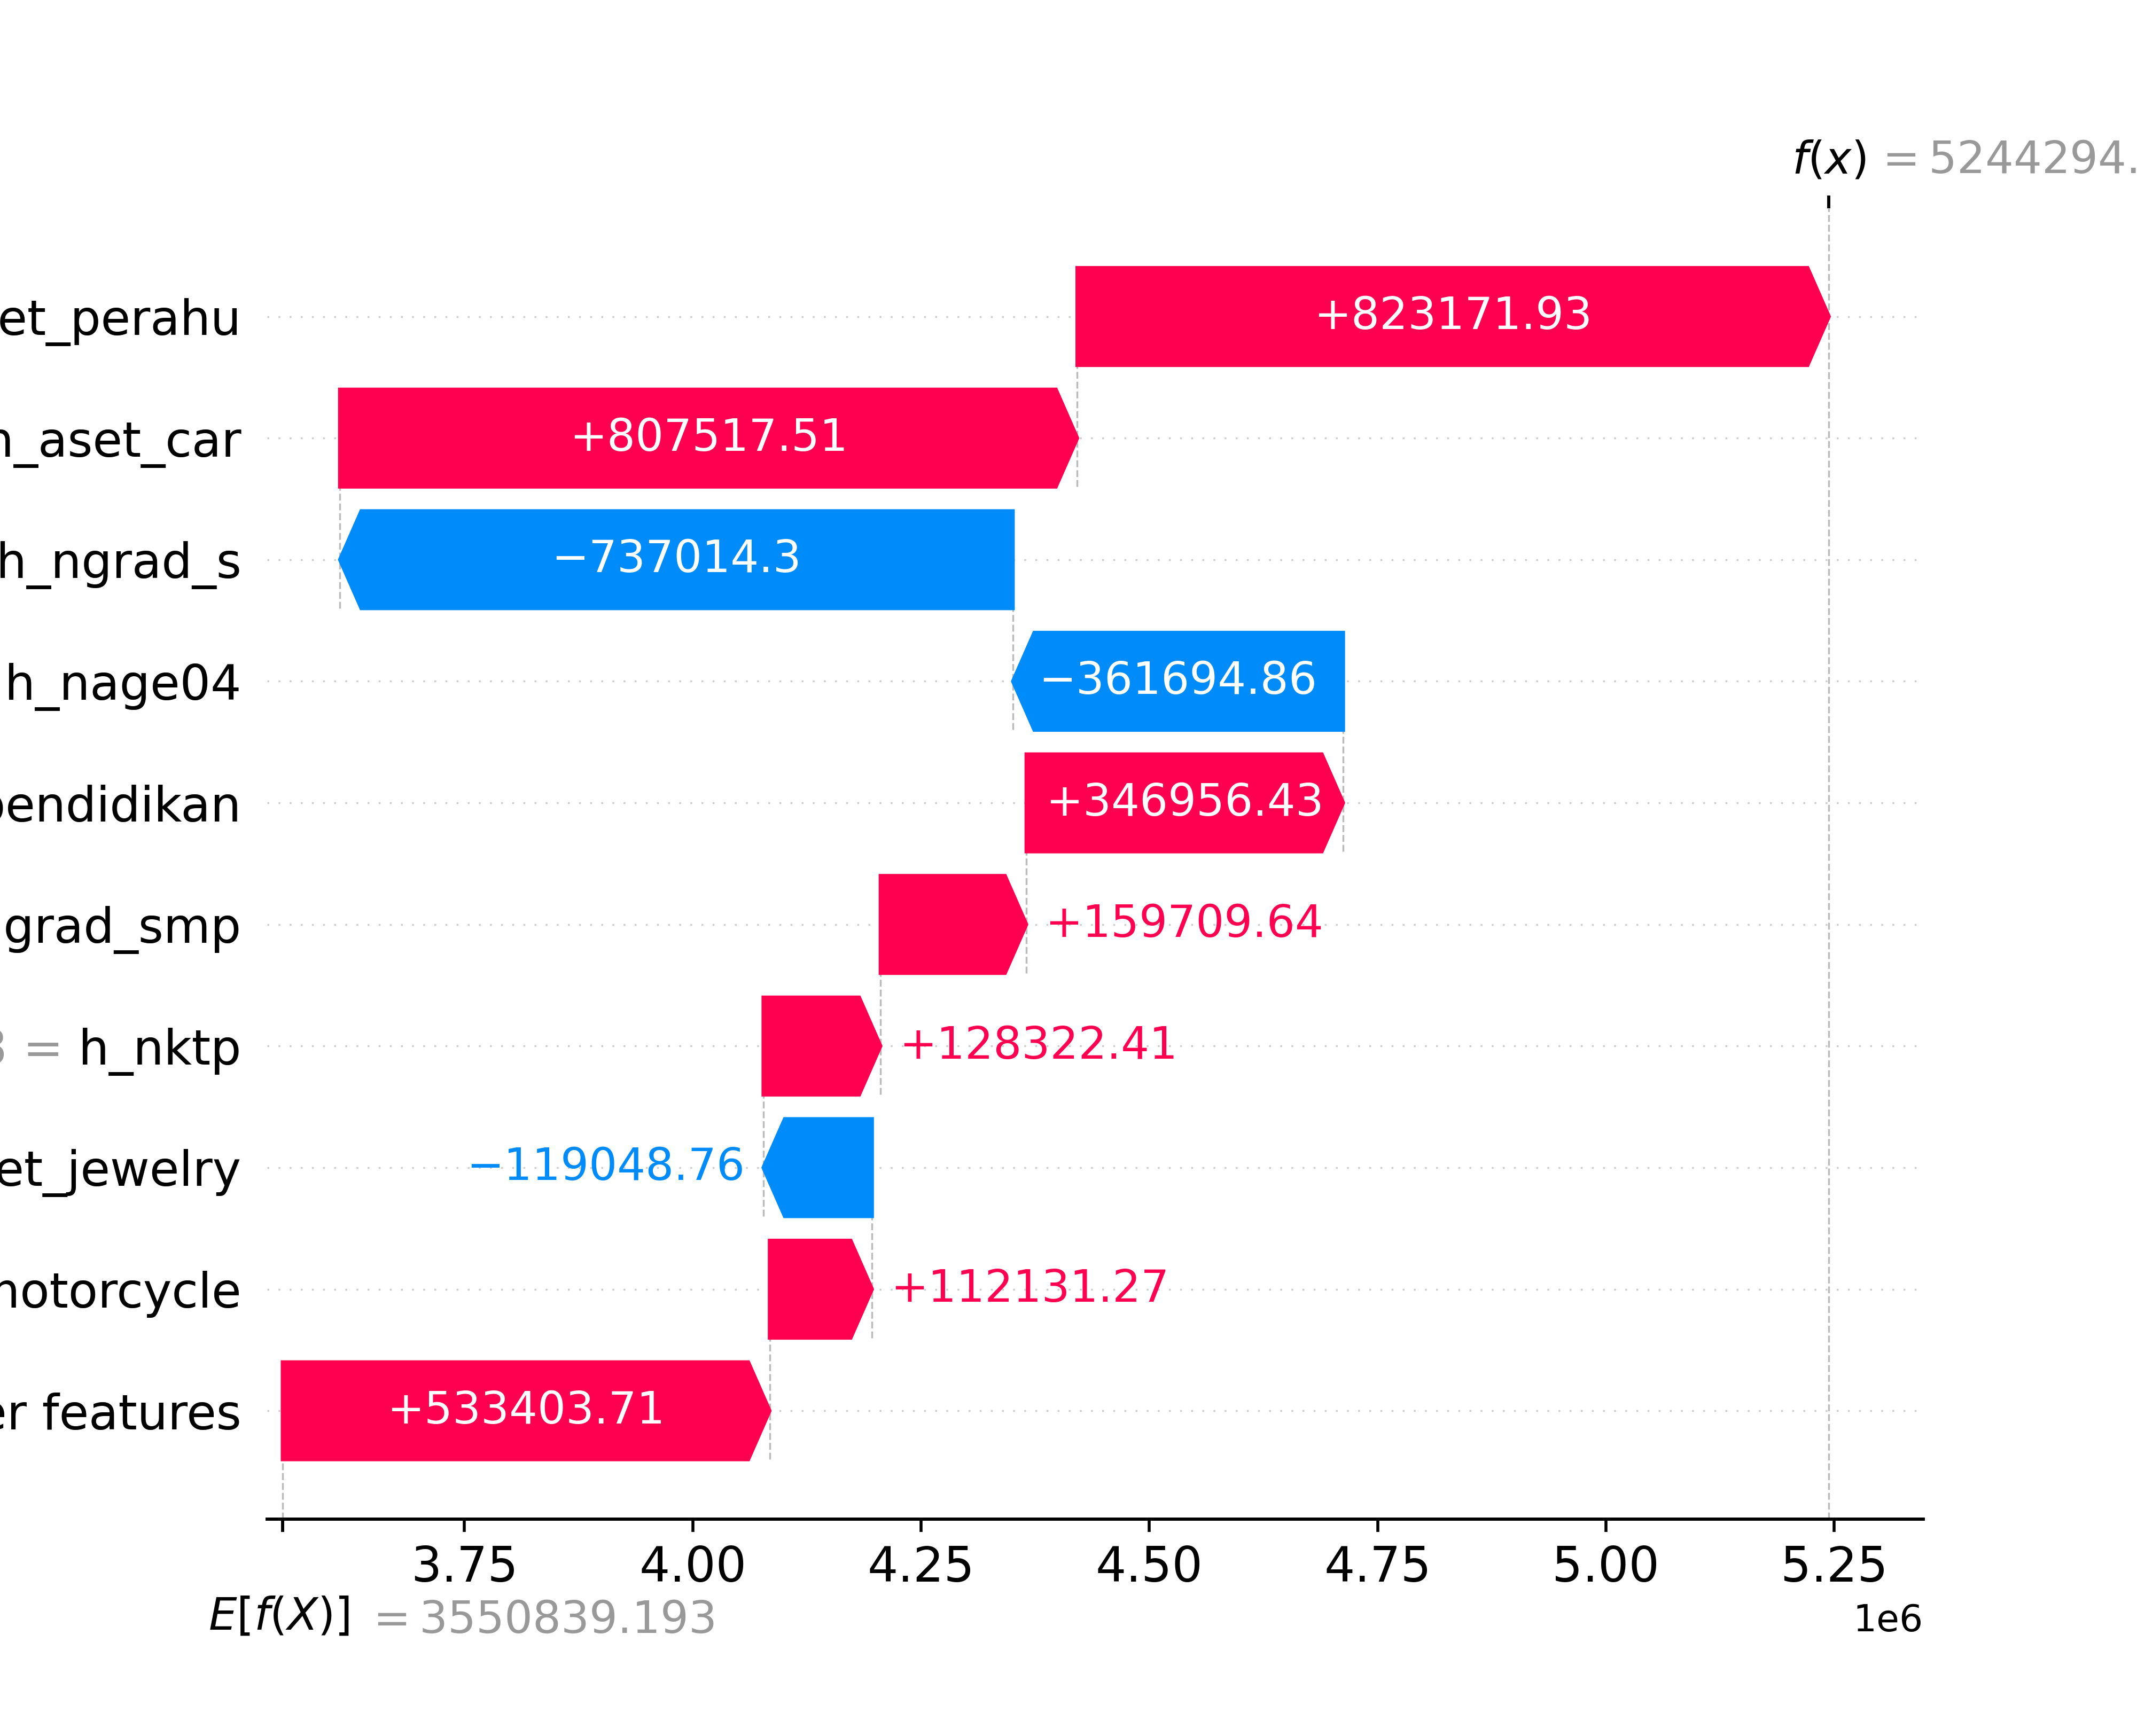 f(x) = 5244294.
et_perahu +823171.93
h_aset_car +807517.51
h_ngrad_s −737014.3
h_nage04 −361694.86
pendidikan +346956.43
grad_smp +159709.64
= h_nktp +128322.41
et_jewelry −119048.76
motorcycle +112131.27
er features +533403.71
3.75 4.00 4.25 4.50 4.75 5.00 5.25
E[f(X)] = 3550839.193
1e6